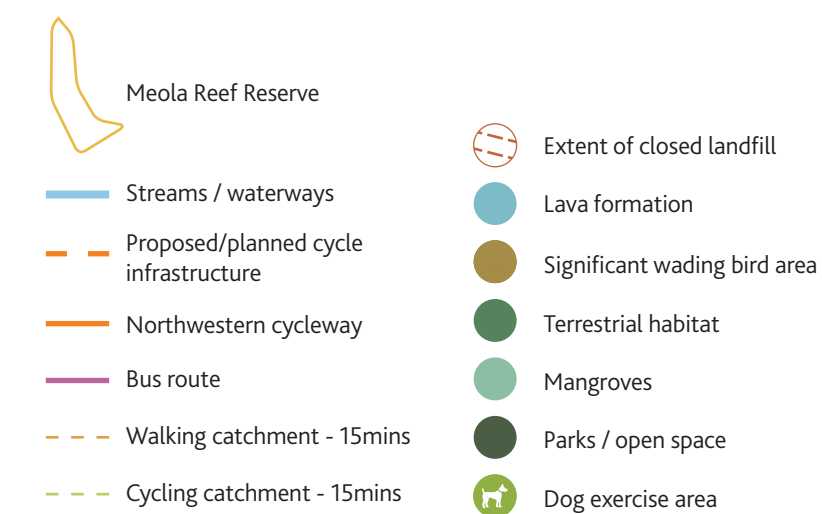 Meola Reef Reserve
Streams / waterways
Proposed/planned cycle
infrastructure
Northwestern cycleway
Bus route
Walking catchment - 15mins
Cycling catchment - 15mins
Extent of closed landfill
Lava formation
Significant wading bird area
Terrestrial habitat
Mangroves
Parks / open space
Dog exercise area